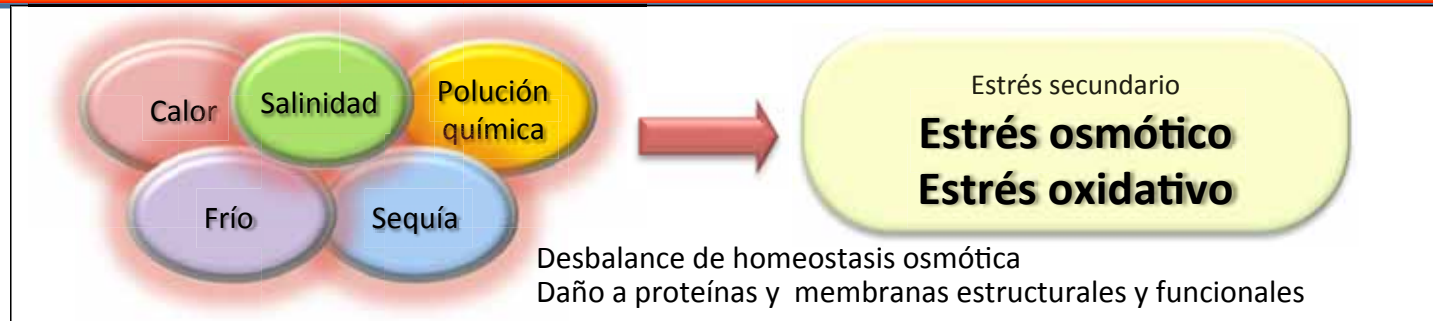 Calor
Salinidad
Polución
química
Frío
Sequía
Estrés secundario
Estrés osmótico
Estrés oxidativo
Desbalance de homeostasis osmótica
Daño a proteínas y membranas estructurales y funcionales